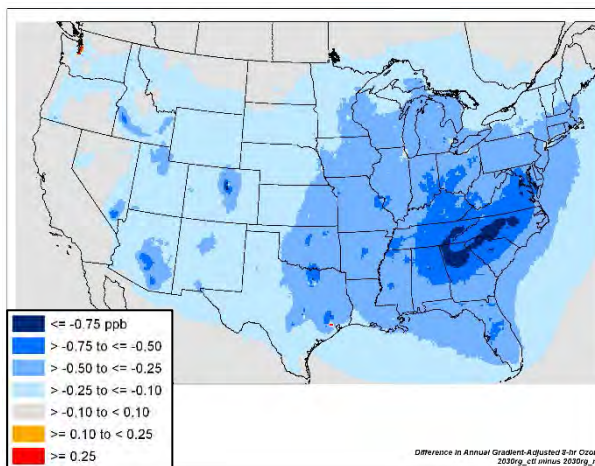 <= -0.75 ppb
> -0.75 to <= -0.50
> -0.50 to <= -0.25
> -0.25 to <= -0.10
> -0.10 to < 0.10
>= 0.10 to < 0.25
>= 0.25
Difference in Annual Gradient-Adjusted 8-hr Ozo
2030rg_ctl minus 2030rg_r